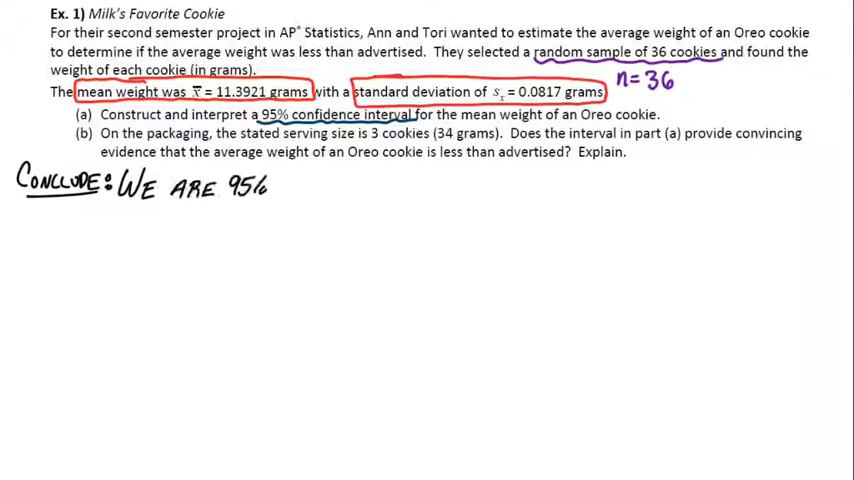 Ex. 1) Milk's Favorite Cookie
For their second semester project in AP® Statistics, Ann and Tori wanted to estimate the average weight of an Oreo cookie
to determine if the average weight was less than advertised. They selected a random sample of 36 cookies and found the
weight of each cookie (in grams).
n=36
The mean weight was x̄ = 11.3921 grams with a standard deviation of sₓ = 0.0817 grams
(a) Construct and interpret a 95% confidence interval for the mean weight of an Oreo cookie.
(b) On the packaging, the stated serving size is 3 cookies (34 grams). Does the interval in part (a) provide convincing
evidence that the average weight of an Oreo cookie is less than advertised? Explain.
CONCLUDE: WE ARE 95%